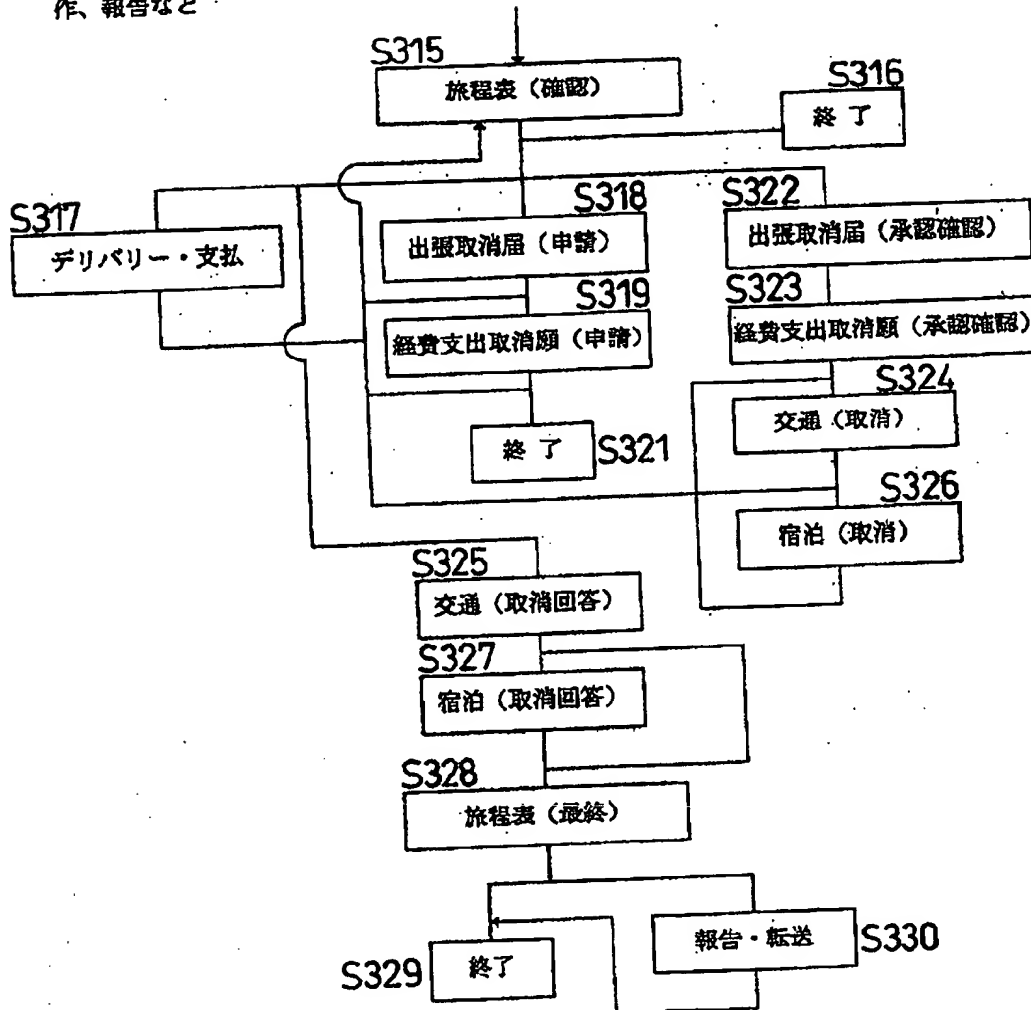 作、報告など
S315
旅程表（確認）
S316
終了
S317
デリバリー・支払
S318
出張取消届（申請）
S322
出張取消届（承認確認）
S319
経費支出取消願（申請）
S323
経費支出取消願（承認確認）
S324
交通（取消）
終了
S321
S326
宿泊（取消）
S325
交通（取消回答）
S327
宿泊（取消回答）
S328
旅程表（最終）
S329
終了
報告・転送
S330